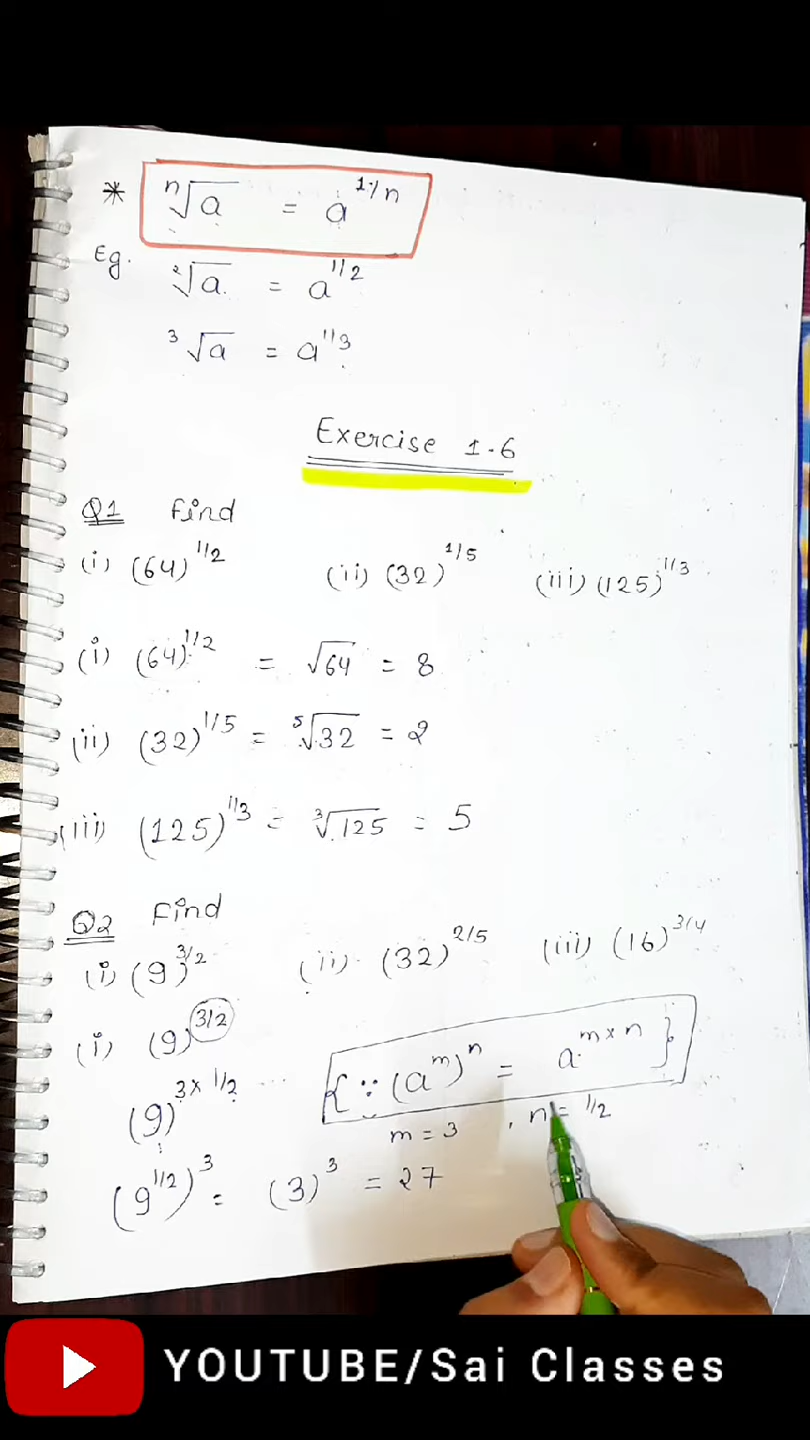 * ⁿ√a = a^1/n
Eg. ²√a = a^1/2
³√a = a^1/3
Exercise 1.6
Q1 Find
(i) (64)^1/2 (ii) (32)^1/5 (iii) (125)^1/3
(i) (64)^1/2 = √64 = 8
(ii) (32)^1/5 = ⁵√32 = 2
(iii) (125)^1/3 = ³√125 = 5
Q2 Find
(i) (9)^3/2 (ii) (32)^2/5 (iii) (16)^3/4
(i) (9)^3/2
{∵ (a^m)^n = a^m×n}
(9)^3×1/2 ...
m = 3 , n = 1/2
(9^1/2)^3 = (3)^3 = 27
YOUTUBE/Sai Classes